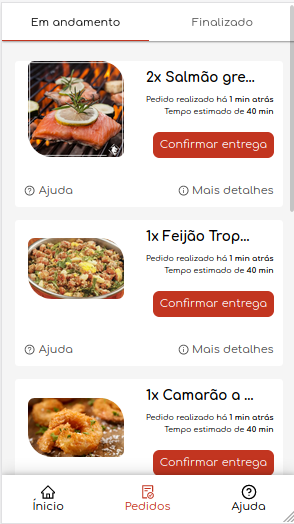 Em andamento
Finalizado
2x Salmão gre...
Pedido realizado há 1 min atrás
Tempo estimado de 40 min
Confirmar entrega
Ajuda
Mais detalhes
1x Feijão Trop...
Pedido realizado há 1 min atrás
Tempo estimado de 40 min
Confirmar entrega
Ajuda
Mais detalhes
1x Camarão a ...
Pedido realizado há 1 min atrás
Tempo estimado de 40 min
Confirmar entrega
Ínicio
Pedidos
Ajuda